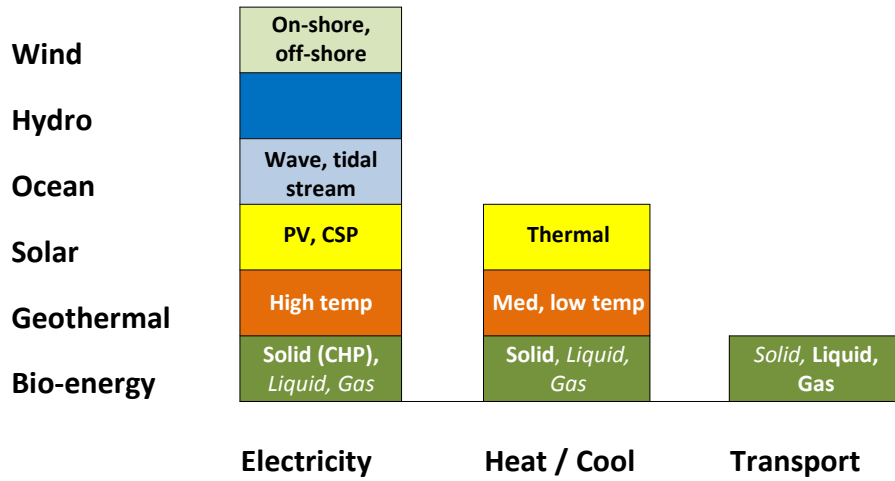 Wind
On-shore,
off-shore
Hydro
Ocean
Wave, tidal
stream
Solar
PV, CSP
Thermal
Geothermal
High temp
Med, low temp
Bio-energy
Solid (CHP),
Liquid, Gas
Solid, Liquid,
Gas
Solid, Liquid,
Gas
Electricity
Heat / Cool
Transport